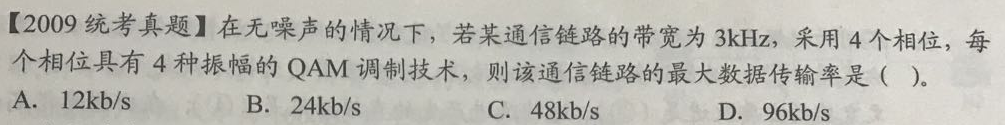 【2009 统考真题】在无噪声的情况下，若某通信链路的带宽为 3kHz，采用 4 个相位，每
个相位具有 4 种振幅的 QAM 调制技术，则该通信链路的最大数据传输率是（ ）。
A. 12kb/s B. 24kb/s C. 48kb/s D. 96kb/s